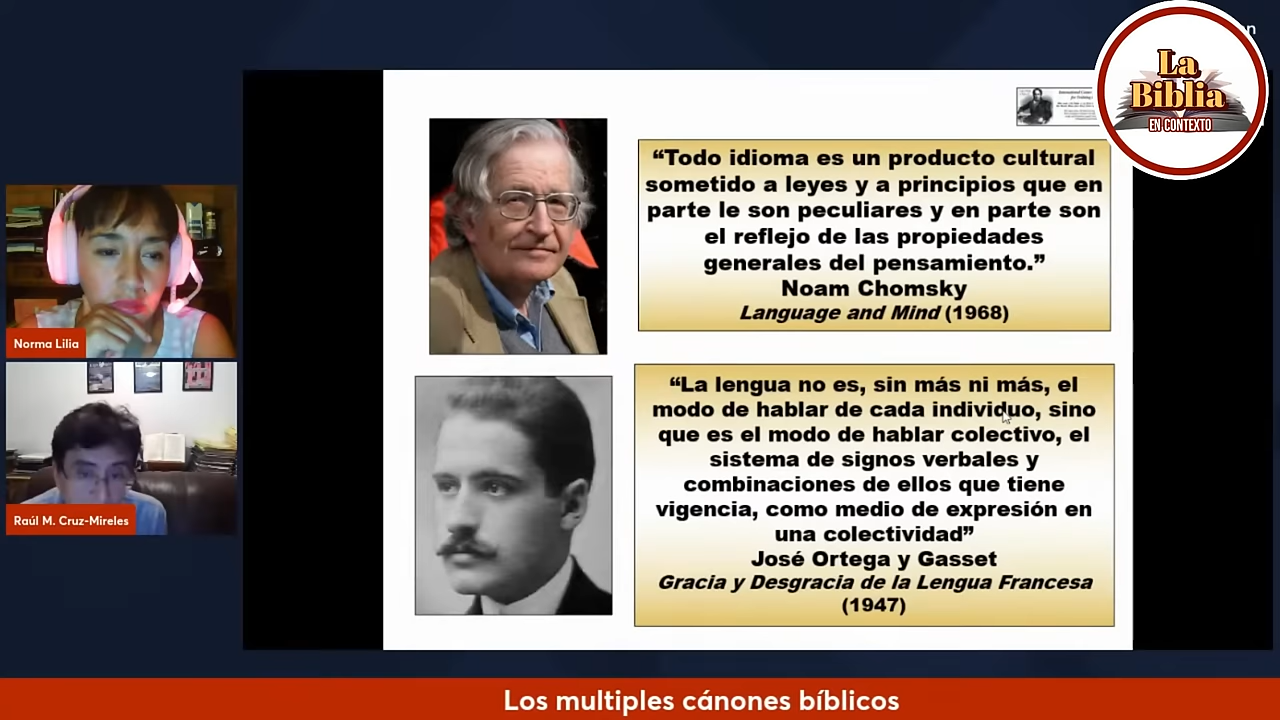 La
Biblia
EN CONTEXTO
“Todo idioma es un producto cultural
sometido a leyes y a principios que en
parte le son peculiares y en parte son
el reflejo de las propiedades
generales del pensamiento.”
Noam Chomsky
Language and Mind (1968)
“La lengua no es, sin más ni más, el
modo de hablar de cada individuo, sino
que es el modo de hablar colectivo, el
sistema de signos verbales y
combinaciones de ellos que tiene
vigencia, como medio de expresión en
una colectividad”
José Ortega y Gasset
Gracia y Desgracia de la Lengua Francesa
(1947)
Norma Lilia
Raúl M. Cruz-Mireles
Los multiples cánones bíblicos